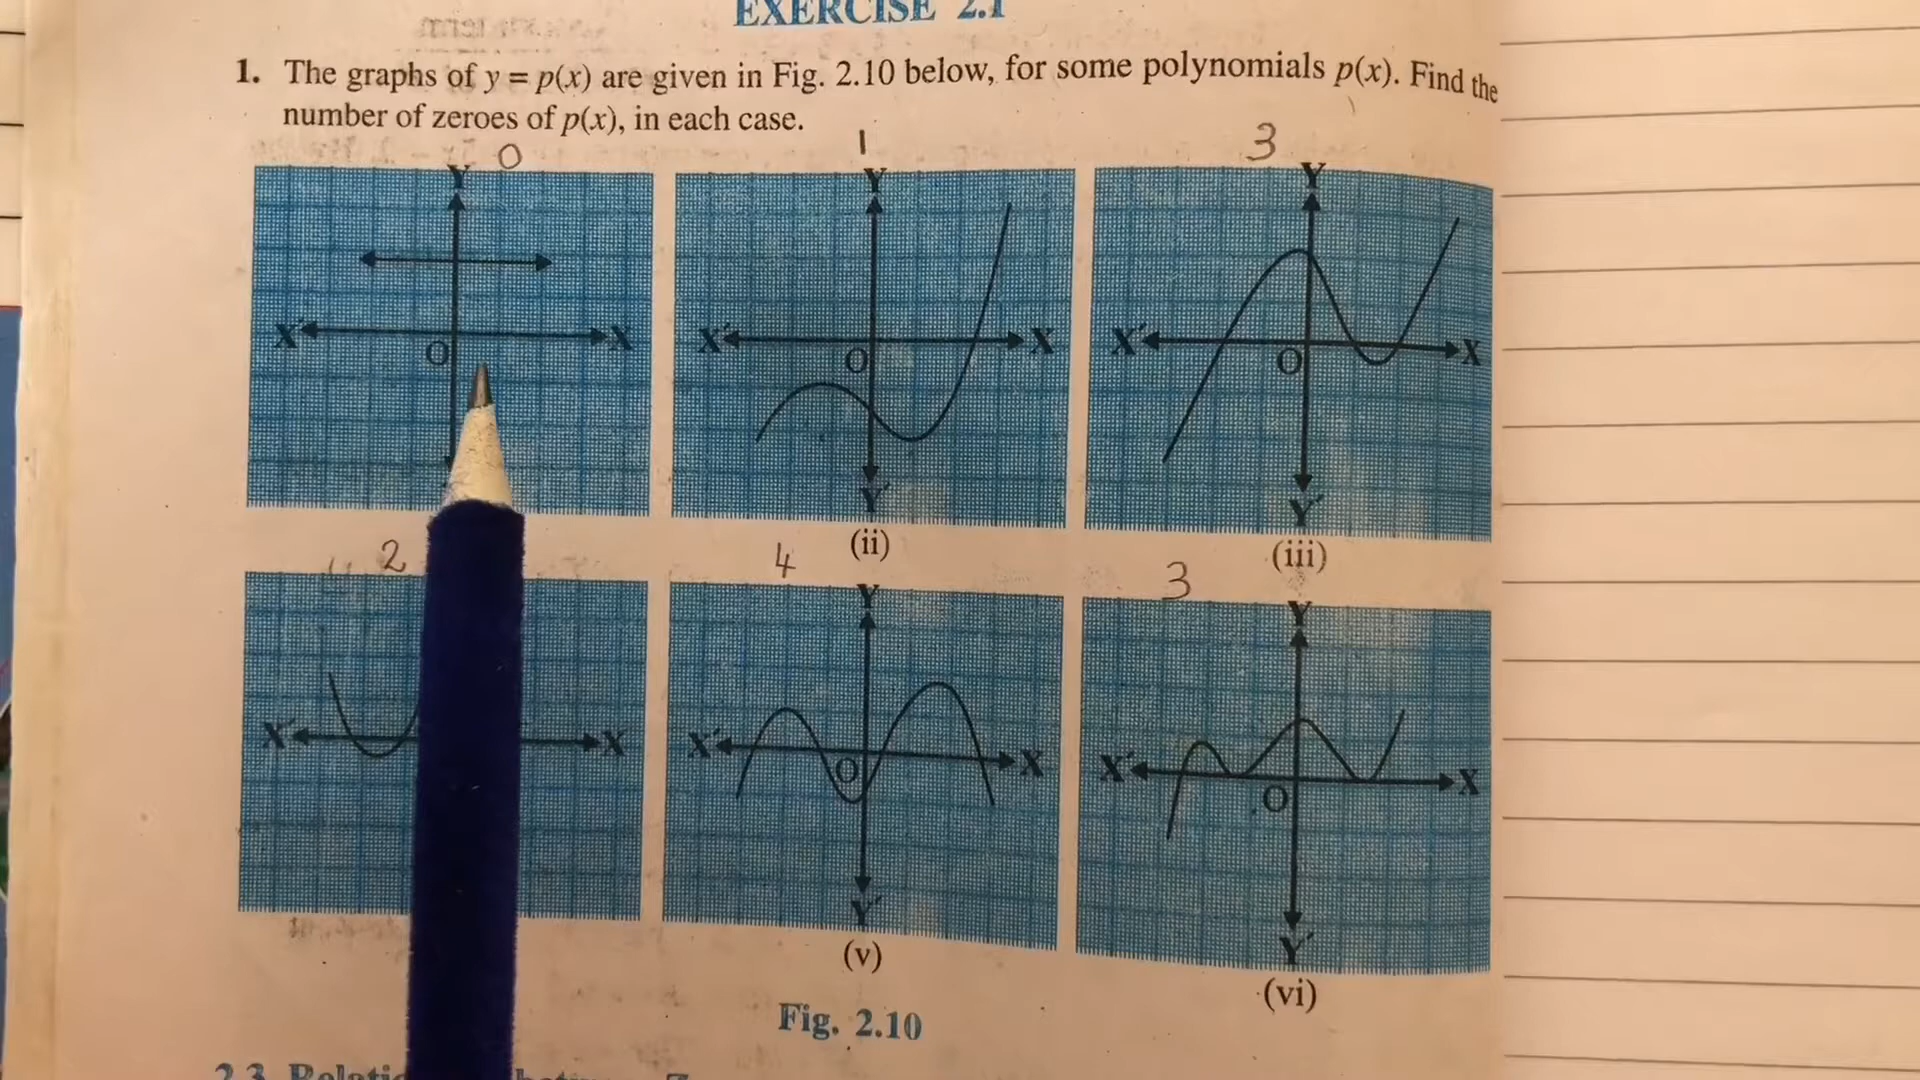 EXERCISE 2.1
1. The graphs of y = p(x) are given in Fig. 2.10 below, for some polynomials p(x). Find the
number of zeroes of p(x), in each case.
0 1 3
Y Y Y
X′ X X′ X X′ X
O O O
Y′ Y′
(ii) (iii)
2 4 3
Y Y
X′ X X′ X X′ X
O O
Y′ Y′
(v) (vi)
Fig. 2.10
2.3